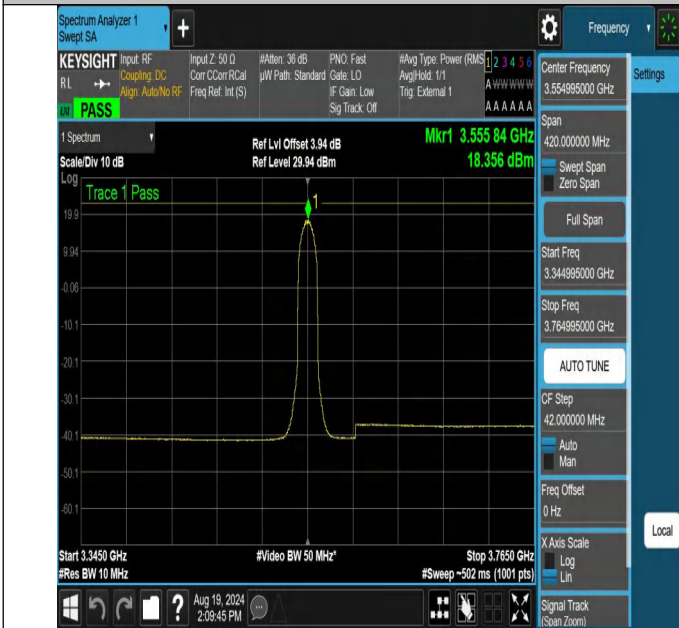 Spectrum Analyzer 1
Swept SA
+
Frequency
KEYSIGHT
RL
PASS
Input: RF
Coupling: DC
Align: Auto/No RF
Input Z: 50 Ω
Corr CCorr RCal
Freq Ref: Int (S)
#Atten: 36 dB
µW Path: Standard
PNO: Fast
Gate: LO
IF Gain: Low
Sig Track: Off
#Avg Type: Power (RMS
Avg|Hold: 1/1
Trig: External 1
1 2 3 4 5 6
A W W W W W
A A A A A A
1 Spectrum
Scale/Div 10 dB
Log
Ref Lvl Offset 3.94 dB
Ref Level 29.94 dBm
Mkr1 3.555 84 GHz
18.356 dBm
Trace 1 Pass
1
19.9
9.94
-0.06
-10.1
-20.1
-30.1
-40.1
-50.1
-60.1
Start 3.3450 GHz
#Res BW 10 MHz
#Video BW 50 MHz*
Stop 3.7650 GHz
#Sweep ~502 ms (1001 pts)
?
Aug 19, 2024
2:09:45 PM
Center Frequency
3.554995000 GHz
Span
420.000000 MHz
Swept Span
Zero Span
Full Span
Start Freq
3.344995000 GHz
Stop Freq
3.764995000 GHz
AUTO TUNE
CF Step
42.000000 MHz
Auto
Man
Freq Offset
0 Hz
X Axis Scale
Log
Lin
Signal Track
(Span Zoom)
Settings
Local